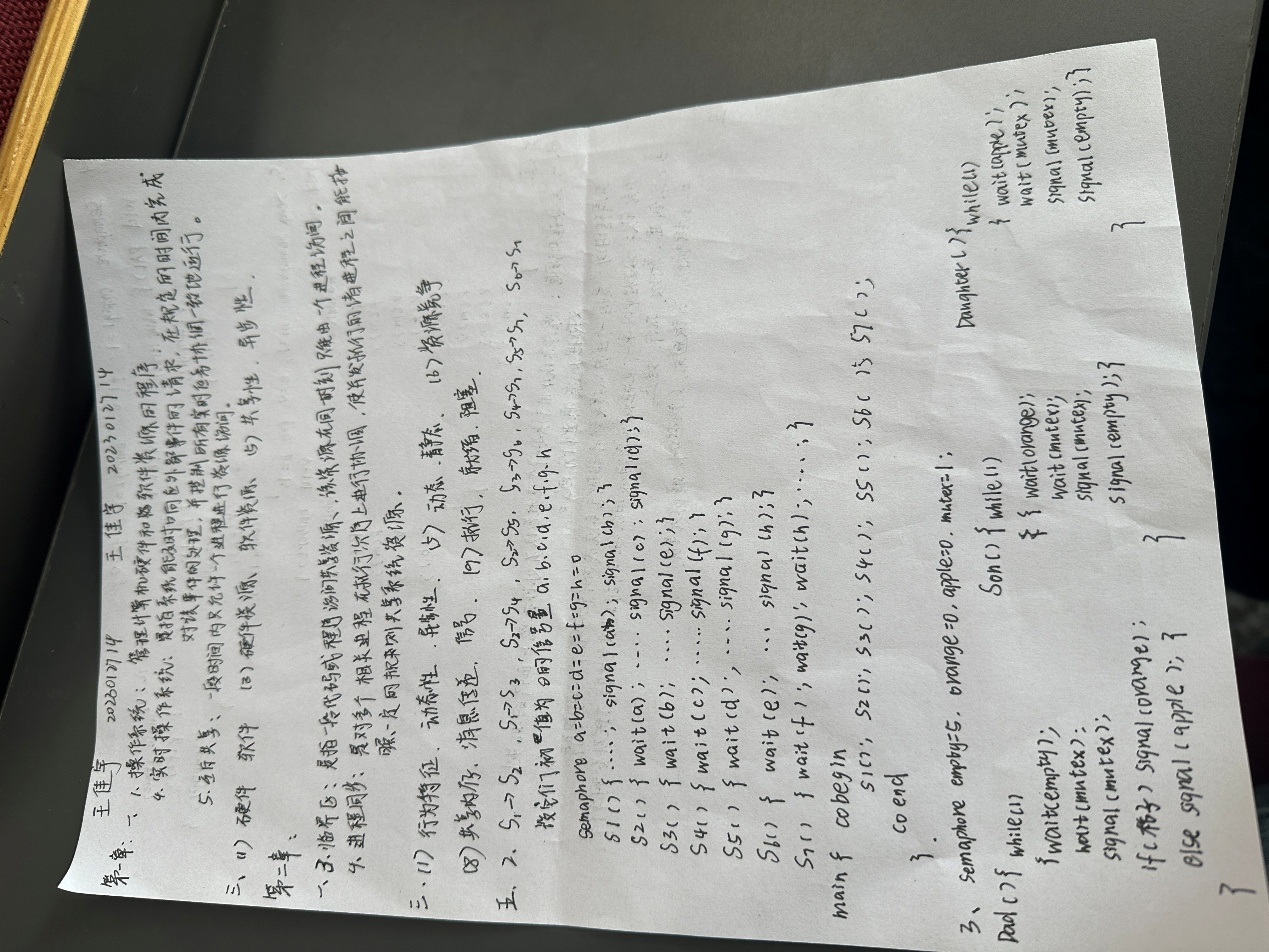 王佳宇 2023012714 王佳宇 2023012714
第一章：一、1. 操作系统：管理计算机硬件和软件资源的程序
4. 实时操作系统：是指系统能及时响应外部事件的请求，在规定的时间内完成
对该事件的处理，并控制所有实时任务协调一致地运行。
5. 互斥共享：一段时间内只允许一个进程进行资源访问。
三、(1) 硬件 软件 (3) 硬件资源、软件资源 (5) 共享性、异步性.
第二章：
一、3. 临界区：是指一段代码或程序访问共享资源、该资源在同一时刻只能由一个进程访问.
4. 进程同步：是对多个相关进程在执行次序上进行协调，使并发执行的诸进程之间能按
照一定的规则共享系统资源。
三、(1) 行为特征、动态性、异步性. (5) 动态、静态. (6) 资源竞争
(8) 共享内存、消息传递、信号. (9) 执行、就绪、阻塞.
五、2. S1→S2, S1→S3, S2→S4, S2→S5, S3→S6, S4→S7, S5→S7, S6→S7
设它们初值为0的信号量 a.b.c.d.e.f.g.h
semaphore a=b=c=d=e=f=g=h=0
S1() { ....; signal(a); signal(b); }
S2() { wait(a); .... signal(c); signal(d); }
S3() { wait(b); .... signal(e); }
S4() { wait(c); ..... signal(f); }
S5() { wait(d); ..... signal(g); }
S6() { wait(e); ... signal(h); }
S7() { wait(f); wait(g); wait(h); ....; }
main { cobegin
S1(); S2(); S3(); S4(); S5(); S6(); S7();
coend
}.
3、 semaphore empty=5. orange=0, apple=0. mutex=1;
Dad() { while(1) Son() { while(1) Daughter() { while(1)
{wait(empty); { wait(orange); { wait(apple);
wait(mutex); wait(mutex); wait(mutex);
signal(mutex); signal(mutex); signal(mutex);
if(橘子) signal(orange); signal(empty); } signal(empty); }
else signal(apple); } } }
}